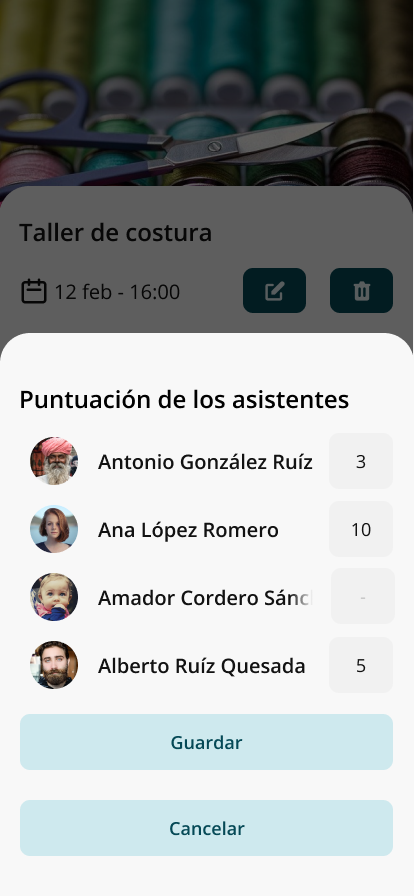 Taller de costura
12 feb - 16:00
Puntuación de los asistentes
Antonio González Ruíz 3
Ana López Romero 10
Amador Cordero Sánc -
Alberto Ruíz Quesada 5
Guardar
Cancelar